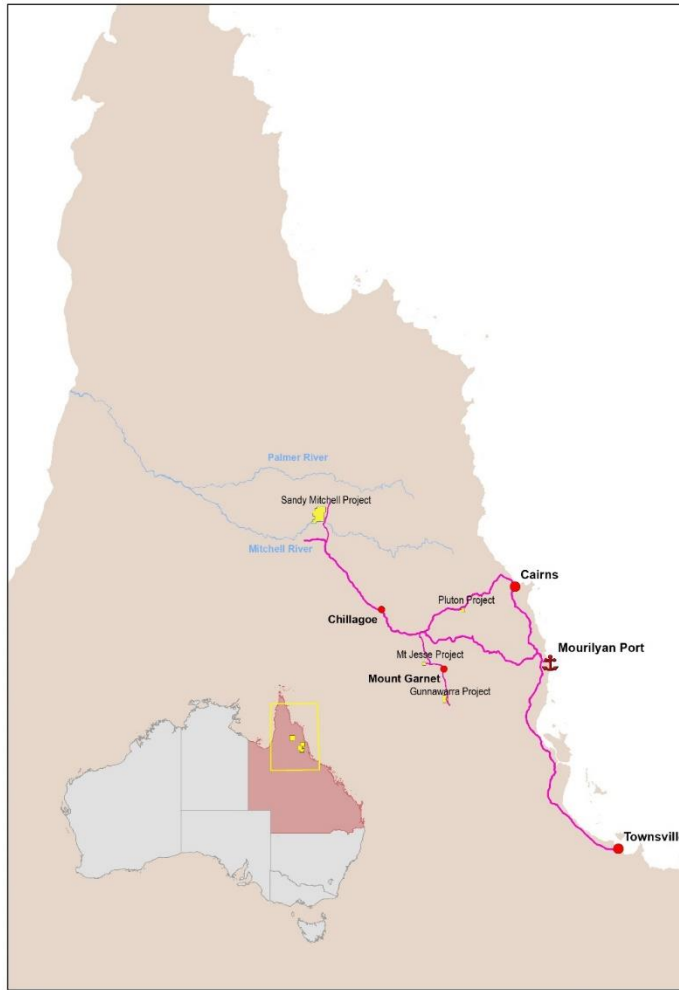 Palmer River
Sandy Mitchell Project
Mitchell River
Cairns
Pluton Project
Chillagoe
Mourilyan Port
Mt Jesse Project
Mount Garnet
Gunnawarra Project
Townsville